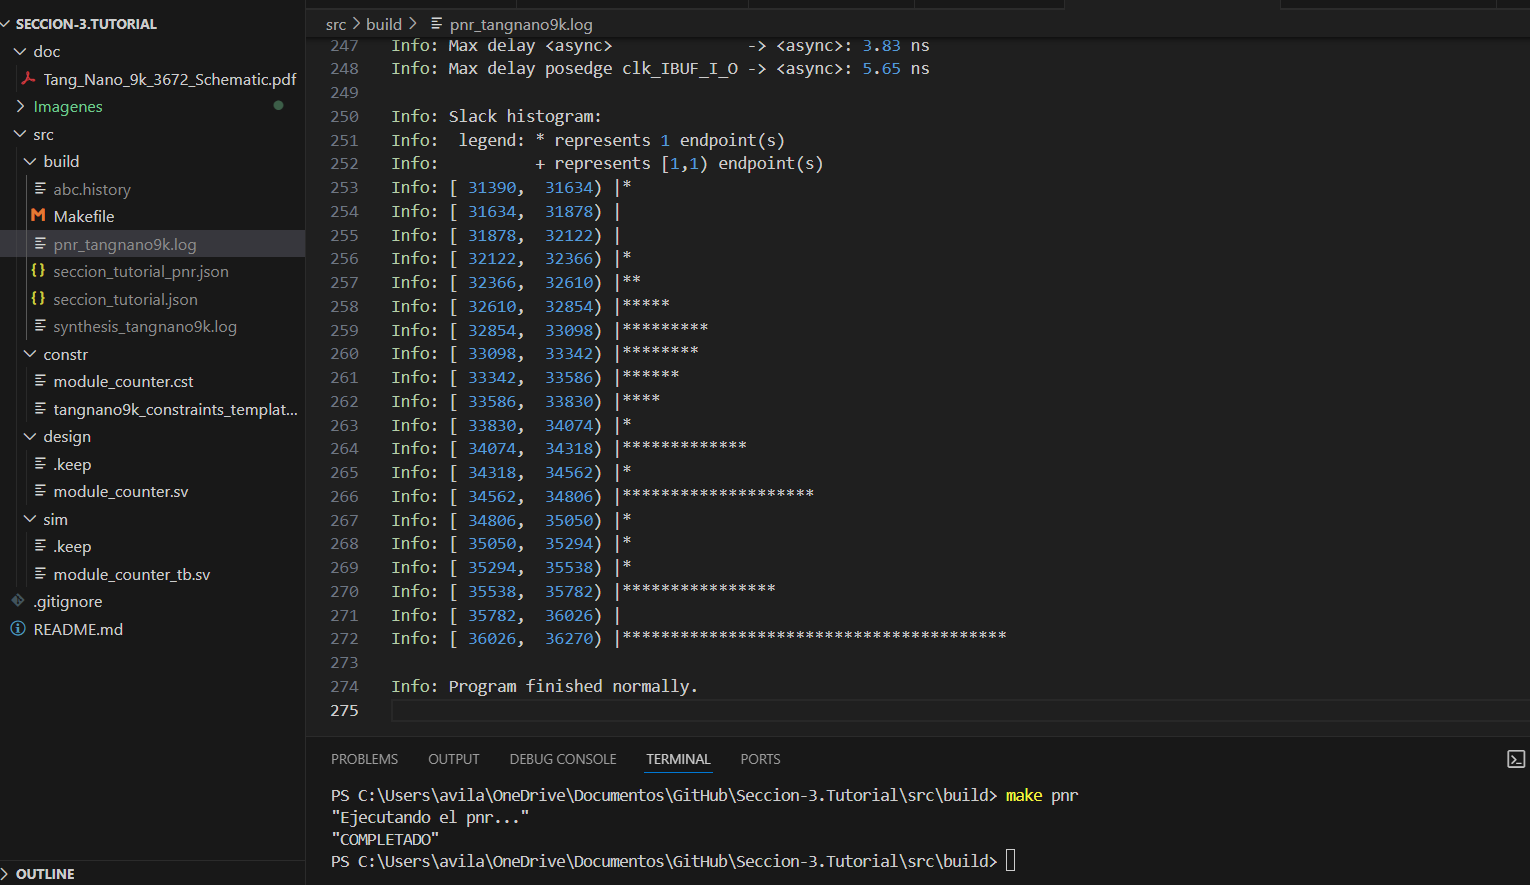 SECCION-3.TUTORIAL
doc
Tang_Nano_9k_3672_Schematic.pdf
Imagenes
src
build
abc.history
Makefile
pnr_tangnano9k.log
seccion_tutorial_pnr.json
seccion_tutorial.json
synthesis_tangnano9k.log
constr
module_counter.cst
tangnano9k_constraints_templat...
design
.keep
module_counter.sv
sim
.keep
module_counter_tb.sv
.gitignore
README.md
OUTLINE
src > build > pnr_tangnano9k.log
247 Info: Max delay <async> -> <async>: 3.83 ns
248 Info: Max delay posedge clk_IBUF_I_O -> <async>: 5.65 ns
249
250 Info: Slack histogram:
251 Info: legend: * represents 1 endpoint(s)
252 Info: + represents [1,1) endpoint(s)
253 Info: [ 31390, 31634) |*
254 Info: [ 31634, 31878) |
255 Info: [ 31878, 32122) |
256 Info: [ 32122, 32366) |*
257 Info: [ 32366, 32610) |**
258 Info: [ 32610, 32854) |*****
259 Info: [ 32854, 33098) |*********
260 Info: [ 33098, 33342) |********
261 Info: [ 33342, 33586) |******
262 Info: [ 33586, 33830) |****
263 Info: [ 33830, 34074) |*
264 Info: [ 34074, 34318) |*************
265 Info: [ 34318, 34562) |*
266 Info: [ 34562, 34806) |********************
267 Info: [ 34806, 35050) |*
268 Info: [ 35050, 35294) |*
269 Info: [ 35294, 35538) |*
270 Info: [ 35538, 35782) |****************
271 Info: [ 35782, 36026) |
272 Info: [ 36026, 36270) |****************************************
273
274 Info: Program finished normally.
275
PROBLEMS OUTPUT DEBUG CONSOLE TERMINAL PORTS
PS C:\Users\avila\OneDrive\Documentos\GitHub\Seccion-3.Tutorial\src\build> make pnr
"Ejecutando el pnr..."
"COMPLETADO"
PS C:\Users\avila\OneDrive\Documentos\GitHub\Seccion-3.Tutorial\src\build>